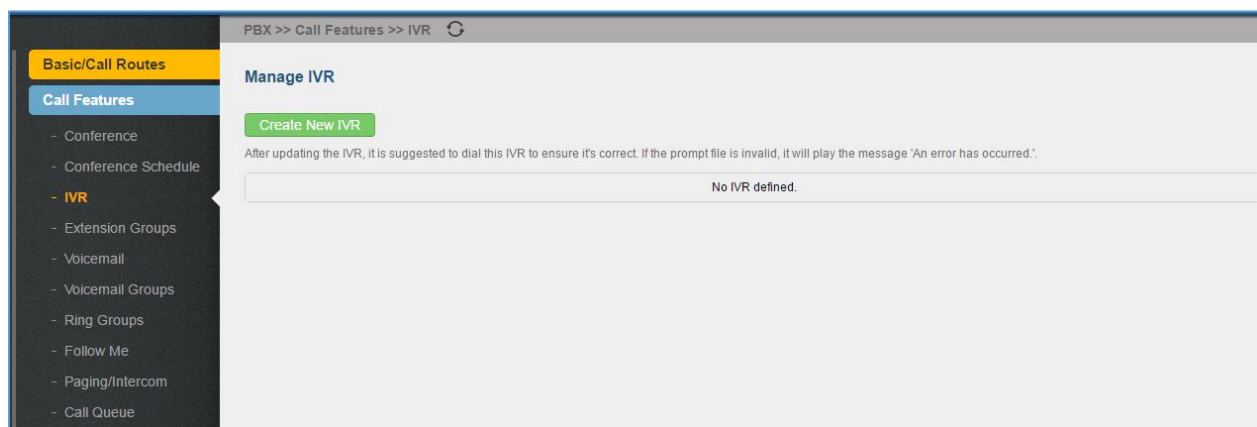 PBX >> Call Features >> IVR
Basic/Call Routes
Call Features
- Conference
- Conference Schedule
- IVR
- Extension Groups
- Voicemail
- Voicemail Groups
- Ring Groups
- Follow Me
- Paging/Intercom
- Call Queue
Manage IVR
Create New IVR
After updating the IVR, it is suggested to dial this IVR to ensure it's correct. If the prompt file is invalid, it will play the message 'An error has occurred.'.
No IVR defined.